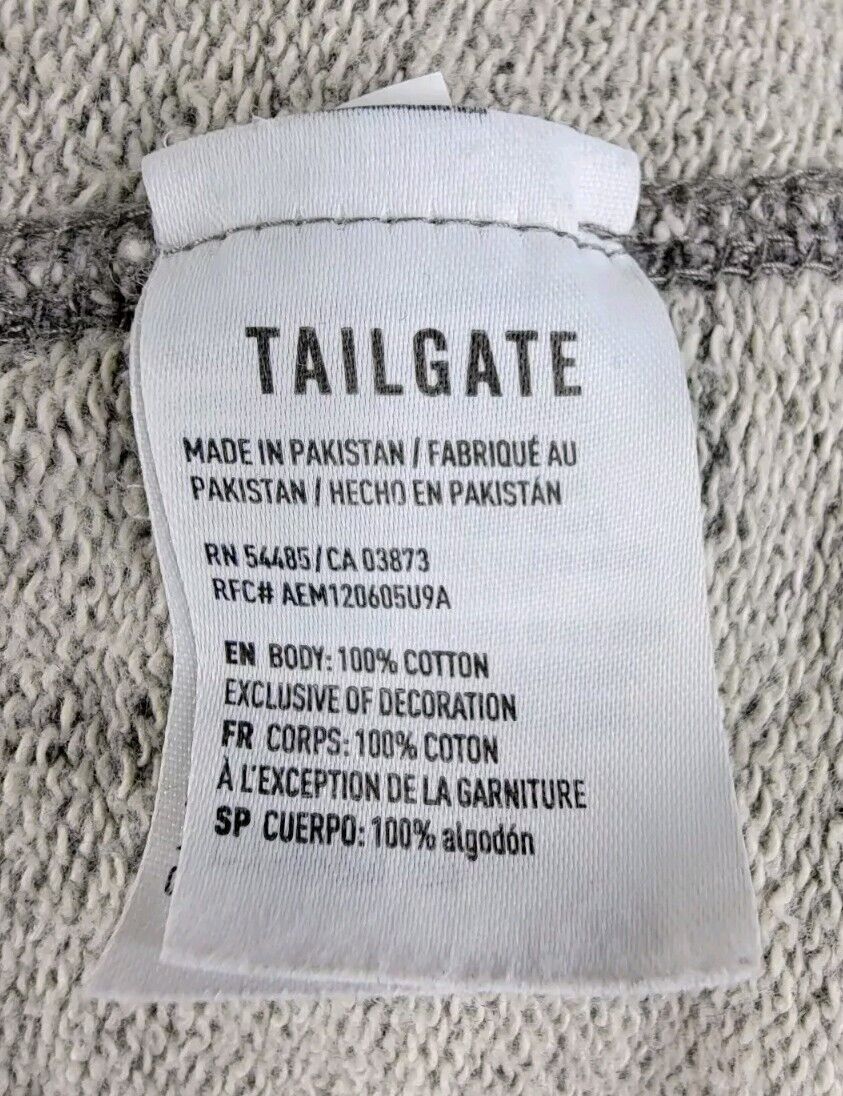 TAILGATE
MADE IN PAKISTAN / FABRIQUÉ AU
PAKISTAN / HECHO EN PAKISTÁN
RN 54485/CA 03873
RFC# AEM120605U9A
EN BODY: 100% COTTON
EXCLUSIVE OF DECORATION
FR CORPS: 100% COTON
À L'EXCEPTION DE LA GARNITURE
SP CUERPO: 100% algodón